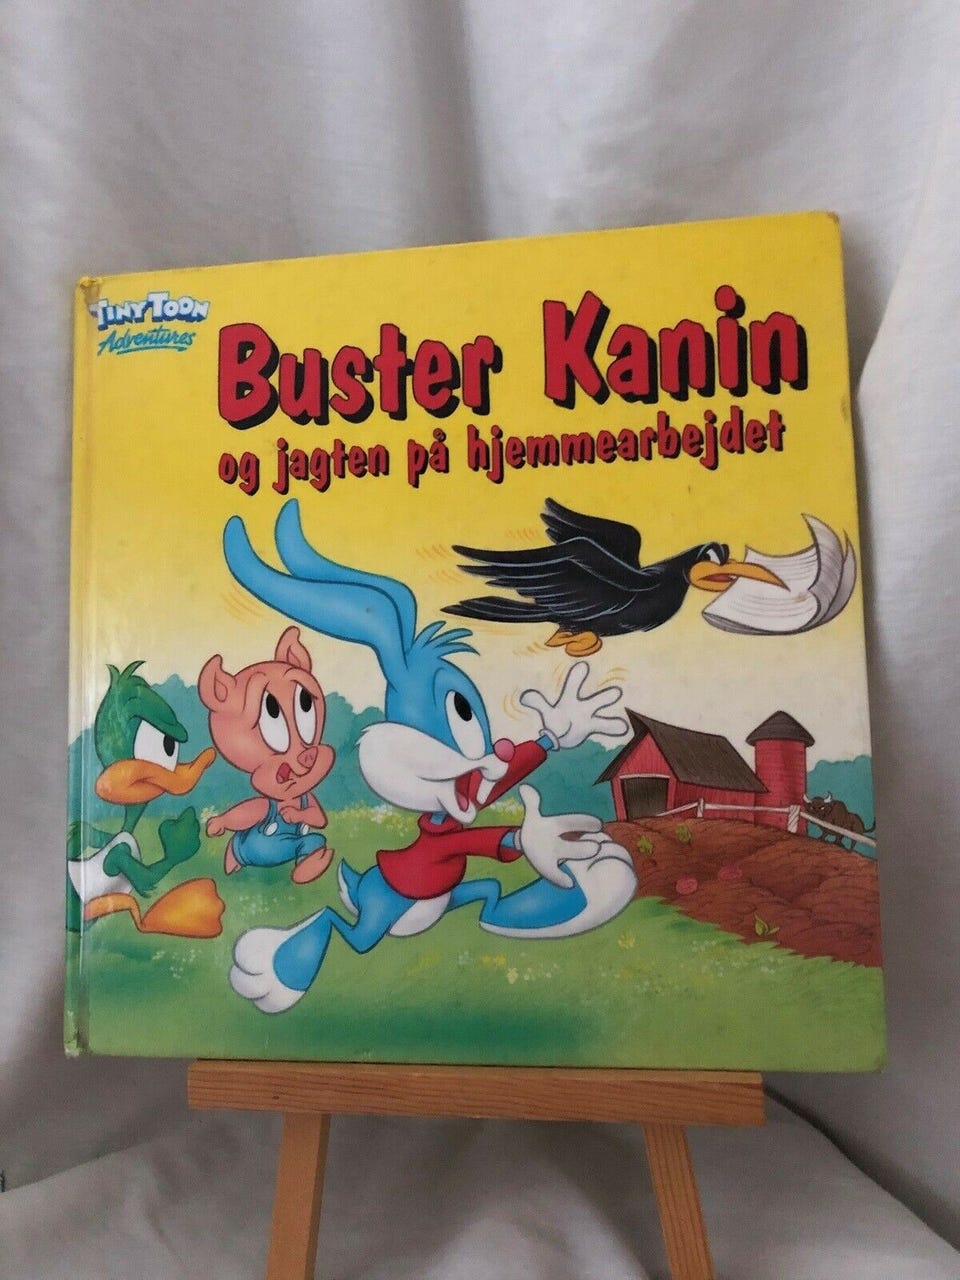 Tiny Toon
Adventures
Buster Kanin
og jagten på hjemmearbejdet